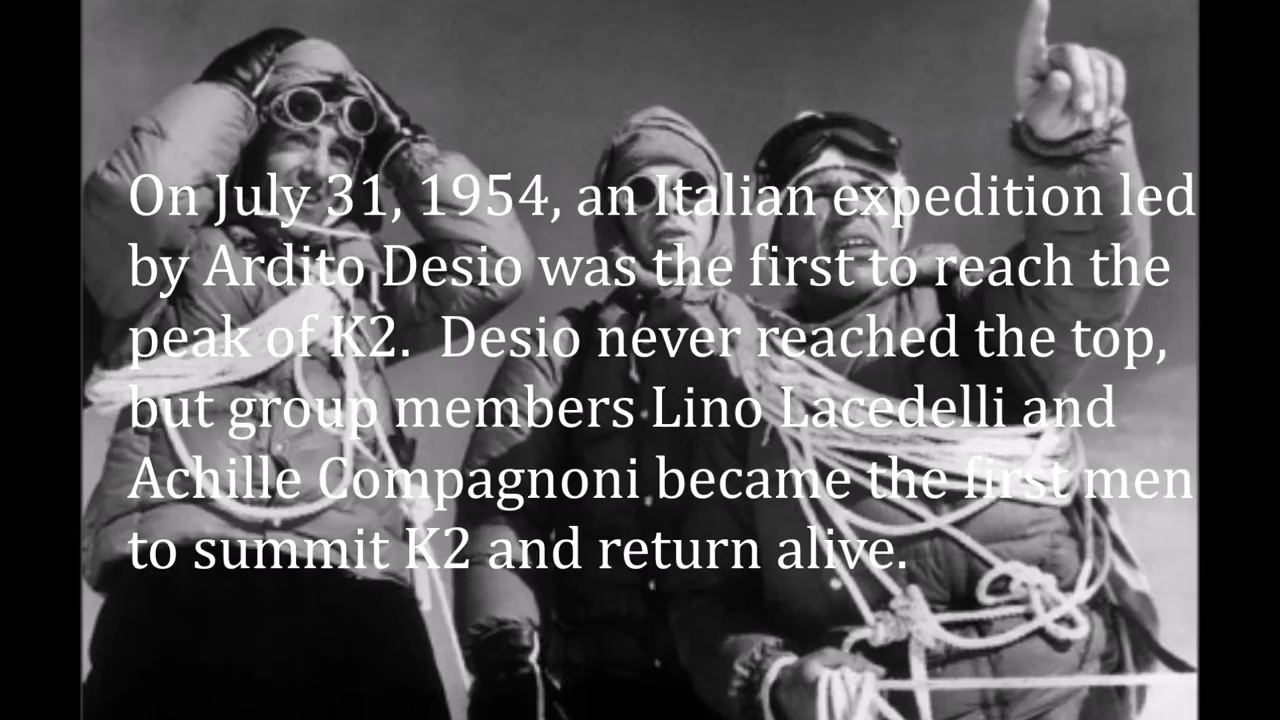 On July 31, 1954, an Italian expedition led
by Ardito Desio was the first to reach the
peak of K2.  Desio never reached the top,
but group members Lino Lacedelli and
Achille Compagnoni became the first men
to summit K2 and return alive.